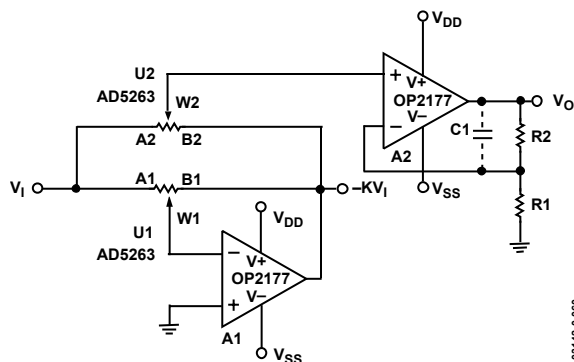 VDD
U2
V+
AD5263
W2
+
OP2177
VO
A2
B2
−
V−
C1
R2
A2
VI
A1
B1
−KVI
VSS
R1
U1
W1
VDD
AD5263
−
V+
OP2177
+
V−
A1
VSS